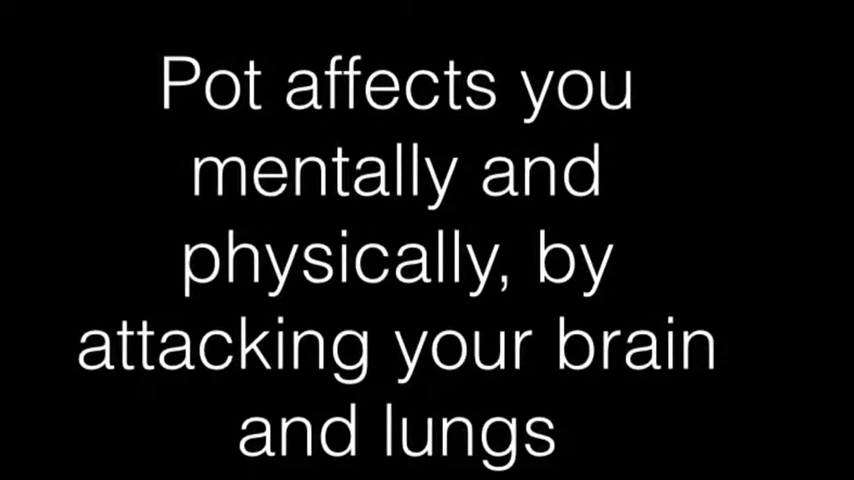 Pot affects you
mentally and
physically, by
attacking your brain
and lungs